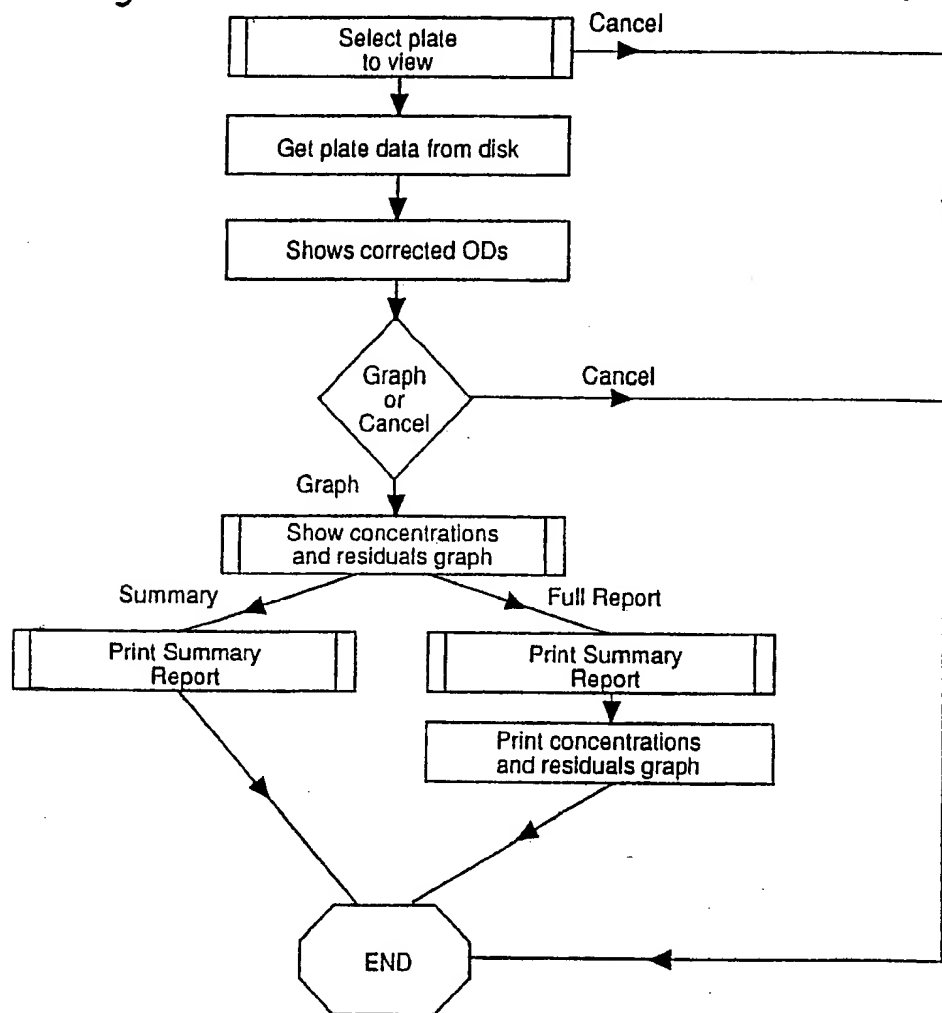 Cancel
Select plate
to view
Get plate data from disk
Shows corrected ODs
Graph
or
Cancel
Cancel
Graph
Show concentrations
and residuals graph
Summary
Full Report
Print Summary
Report
Print Summary
Report
Print concentrations
and residuals graph
END